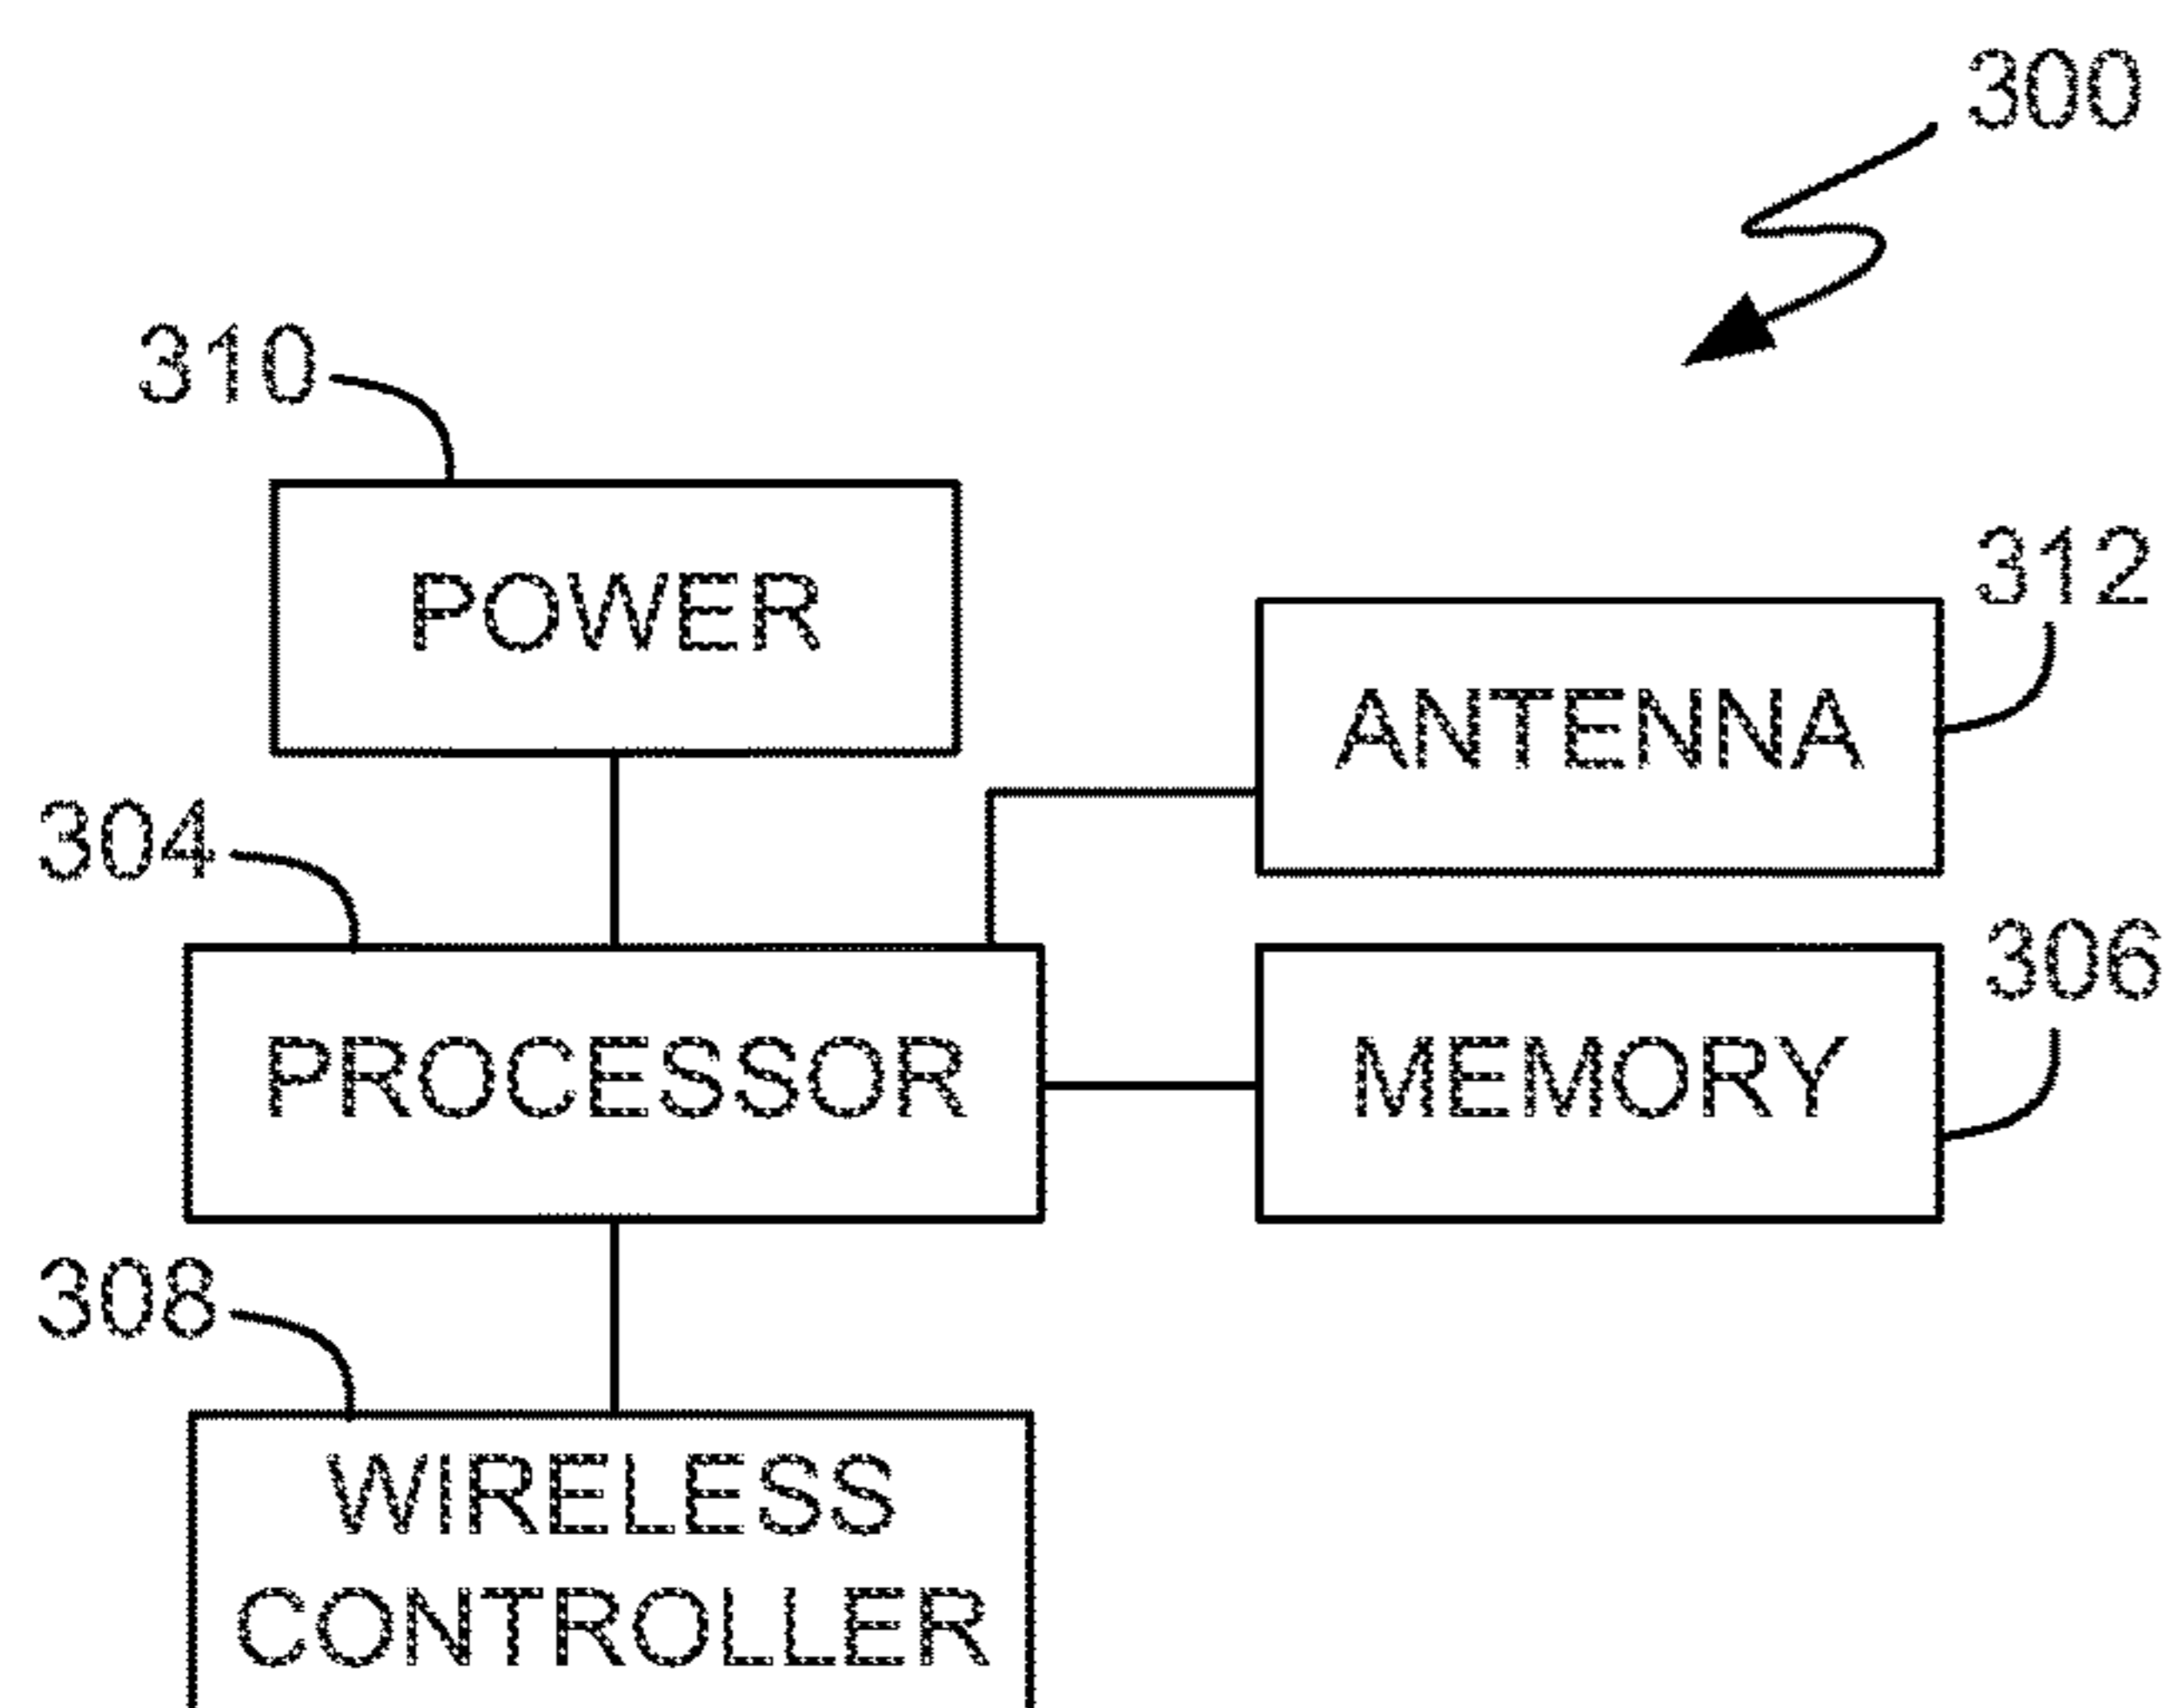 300
310
POWER
312
ANTENNA
304
PROCESSOR
306
MEMORY
308
WIRELESS
CONTROLLER